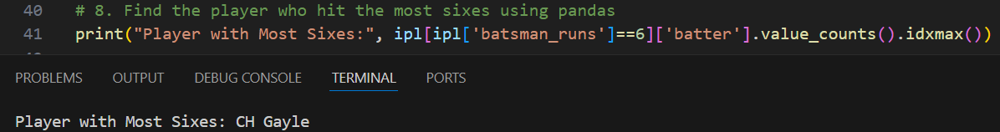 40 # 8. Find the player who hit the most sixes using pandas
41 print("Player with Most Sixes:", ipl[ipl['batsman_runs']==6]['batter'].value_counts().idxmax())
PROBLEMS OUTPUT DEBUG CONSOLE TERMINAL PORTS
Player with Most Sixes: CH Gayle